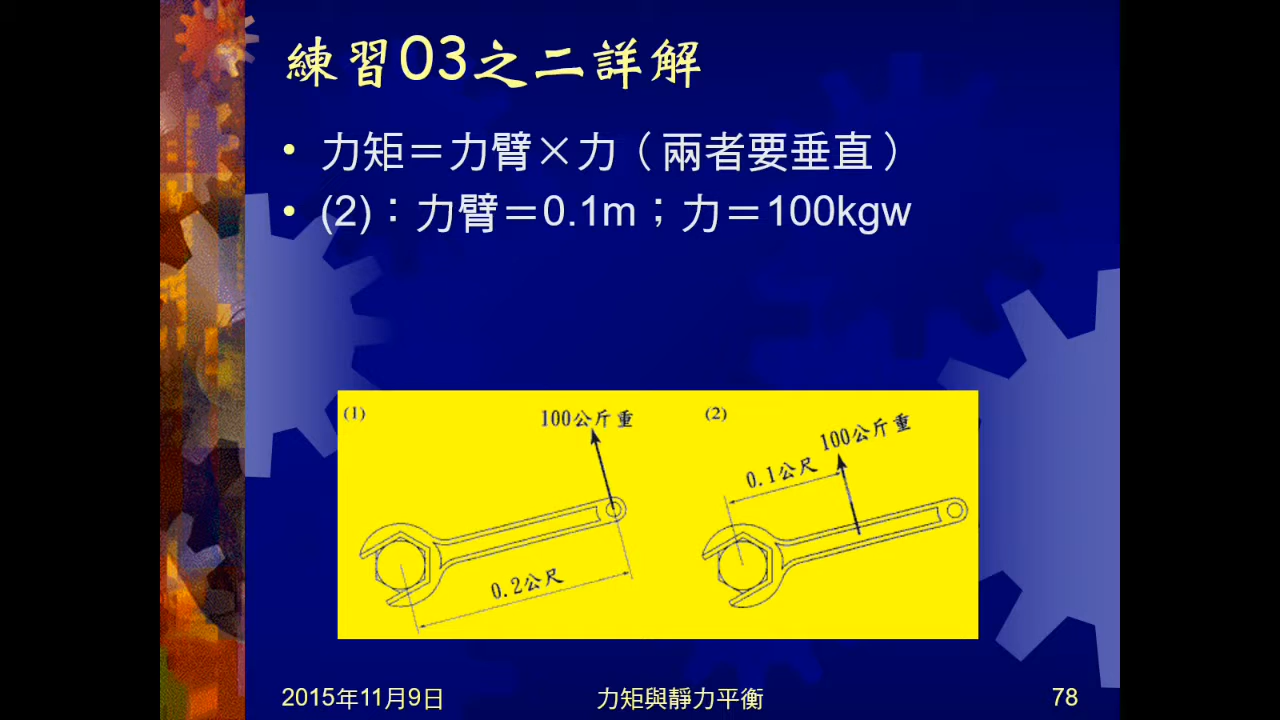 練習03之二詳解
• 力矩＝力臂×力（兩者要垂直）
• (2)：力臂＝0.1m；力＝100kgw
(1)
100公斤重
0.2公尺
(2)
100公斤重
0.1公尺
2015年11月9日
力矩與靜力平衡
78